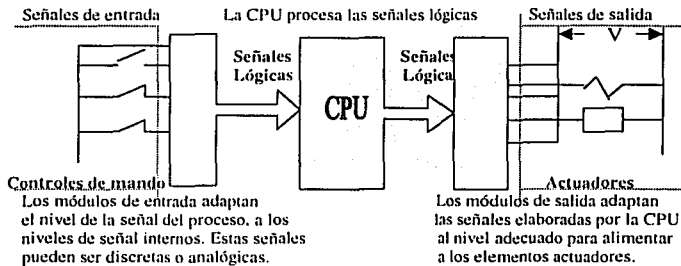 Señales de entrada
La CPU procesa las señales lógicas
Señales de salida
V
Señales
Lógicas
CPU
Señales
Lógica
Controles de mando
Los módulos de entrada adaptan
el nivel de la señal del proceso, a los
niveles de señal internos. Estas señales
pueden ser discretas o analógicas.
Actuadores
Los módulos de salida adaptan
las señales elaboradas por la CPU
al nivel adecuado para alimentar
a los elementos actuadores.